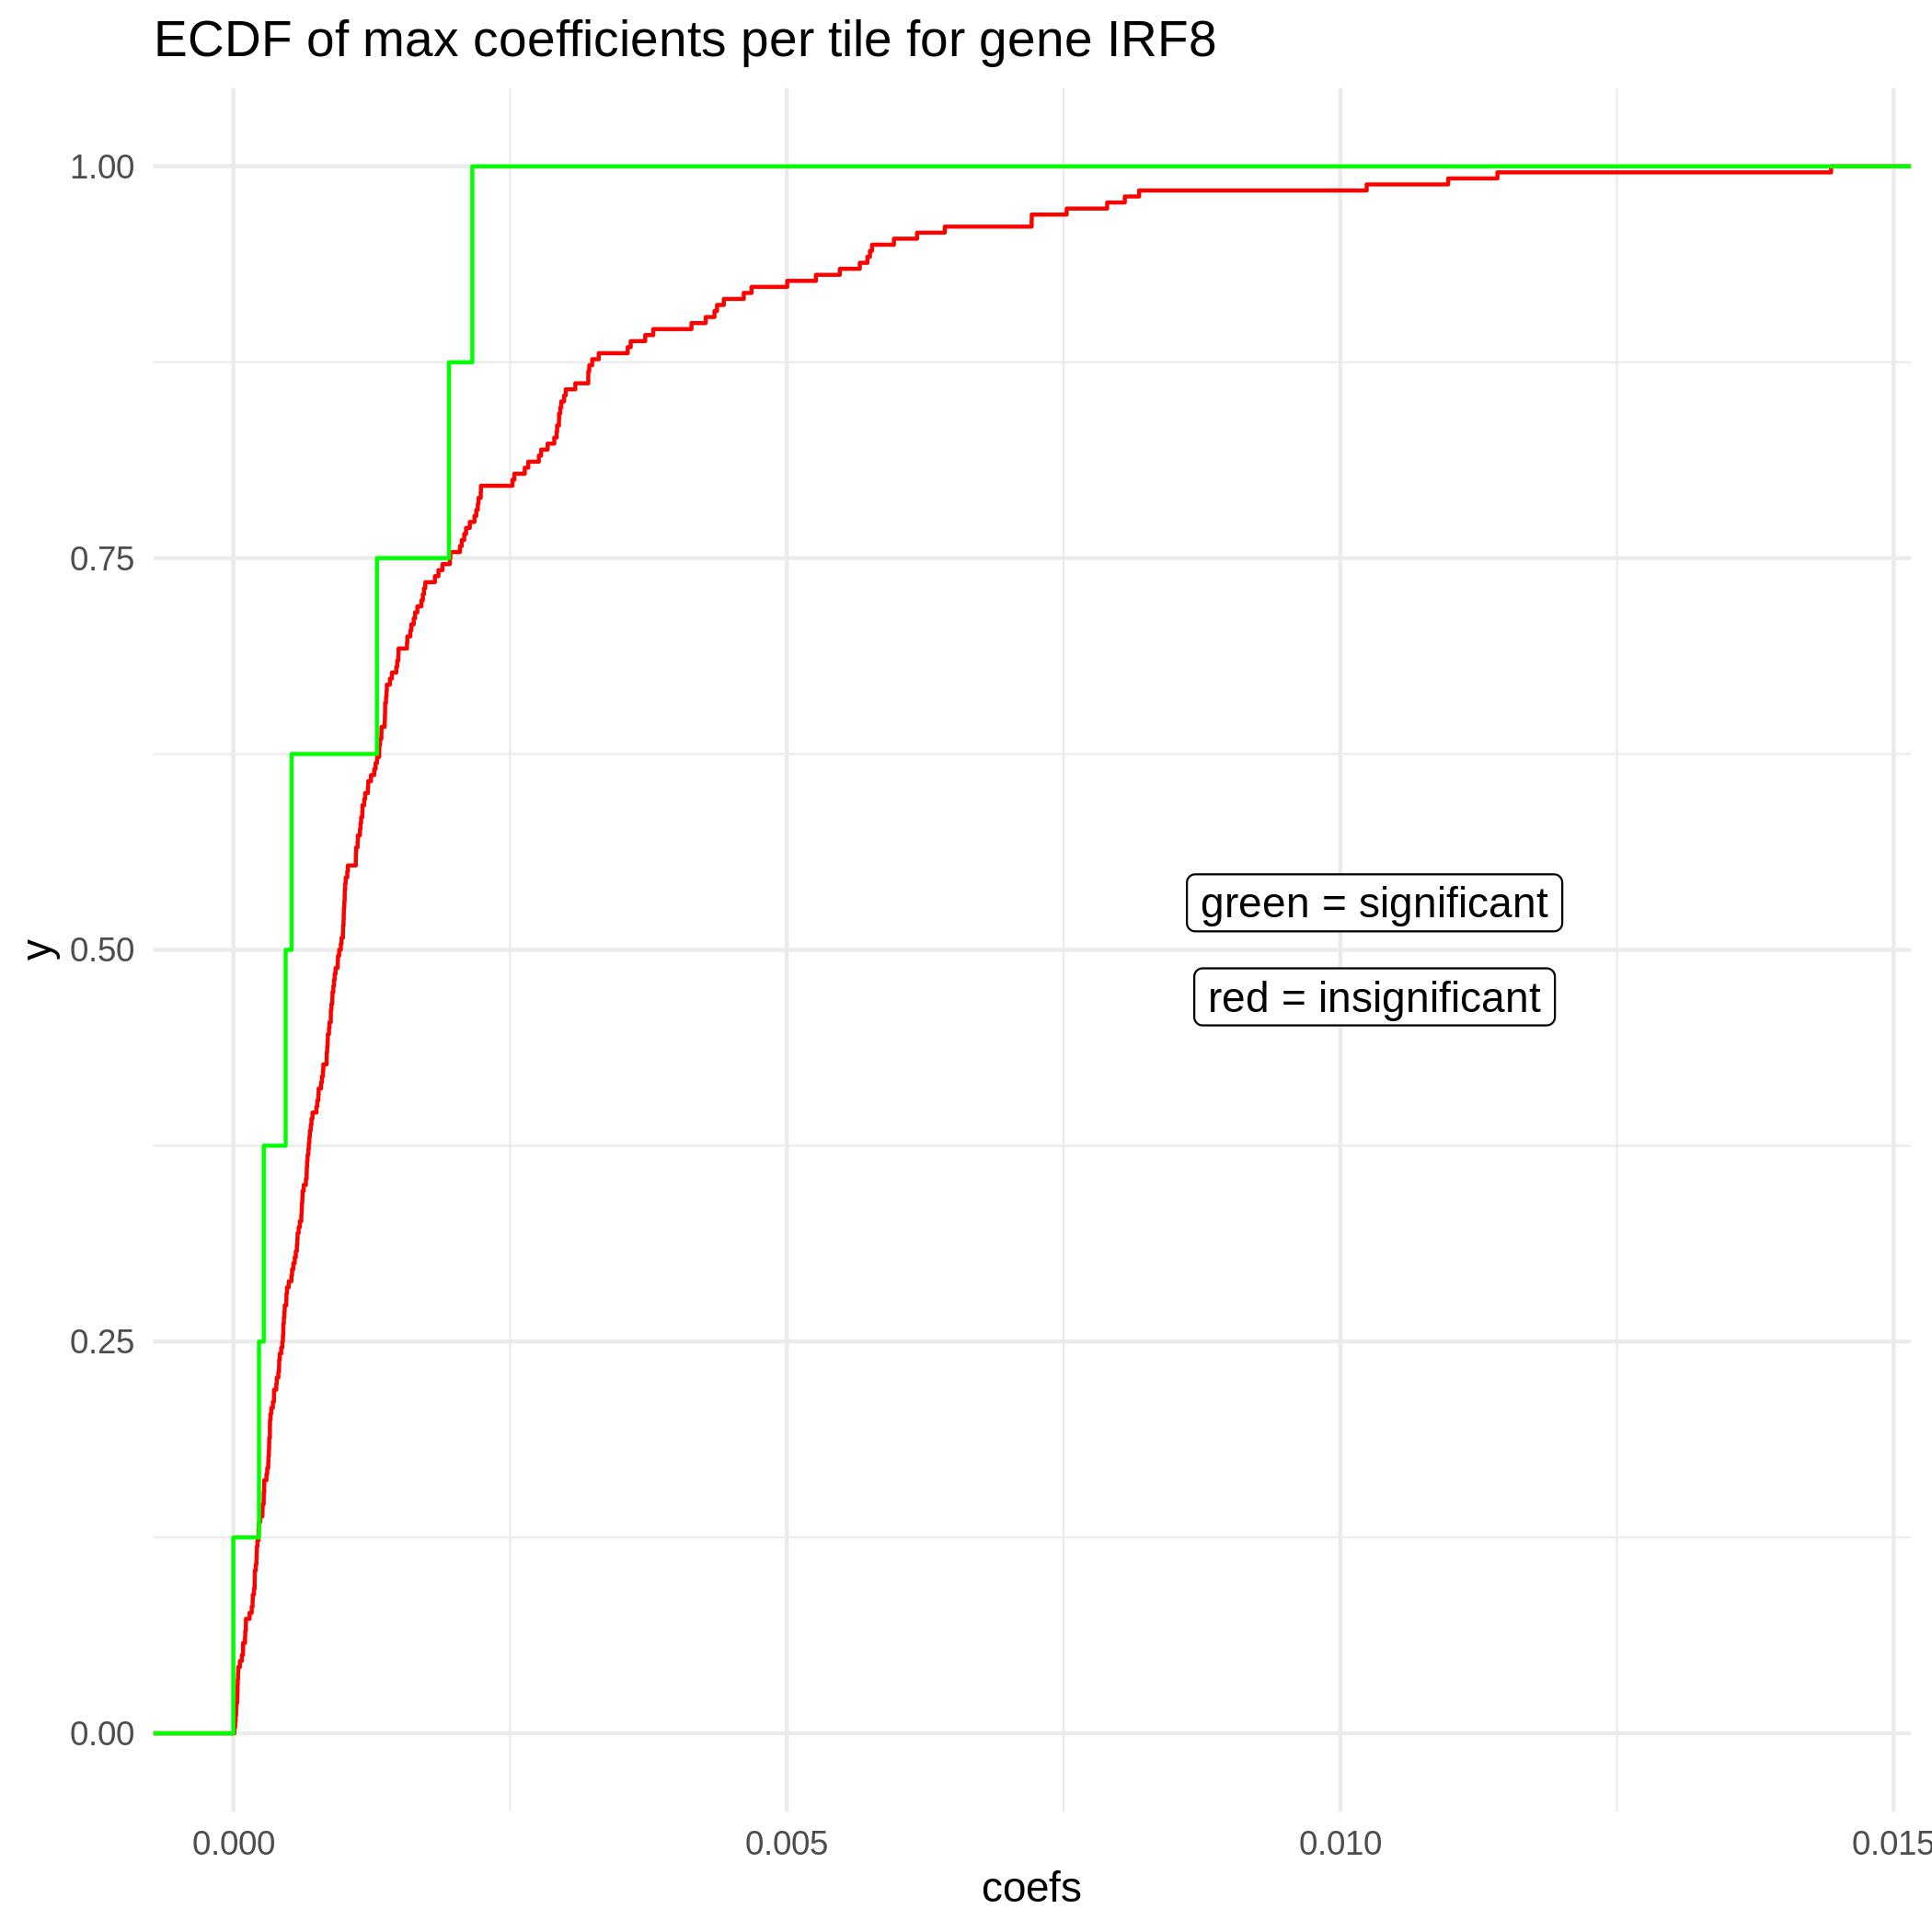 ECDF of max coefficients per tile for gene IRF8
1.00
0.75
0.50
0.25
0.00
y
green = significant
red = insignificant
0.000
0.005
0.010
0.015
coefs